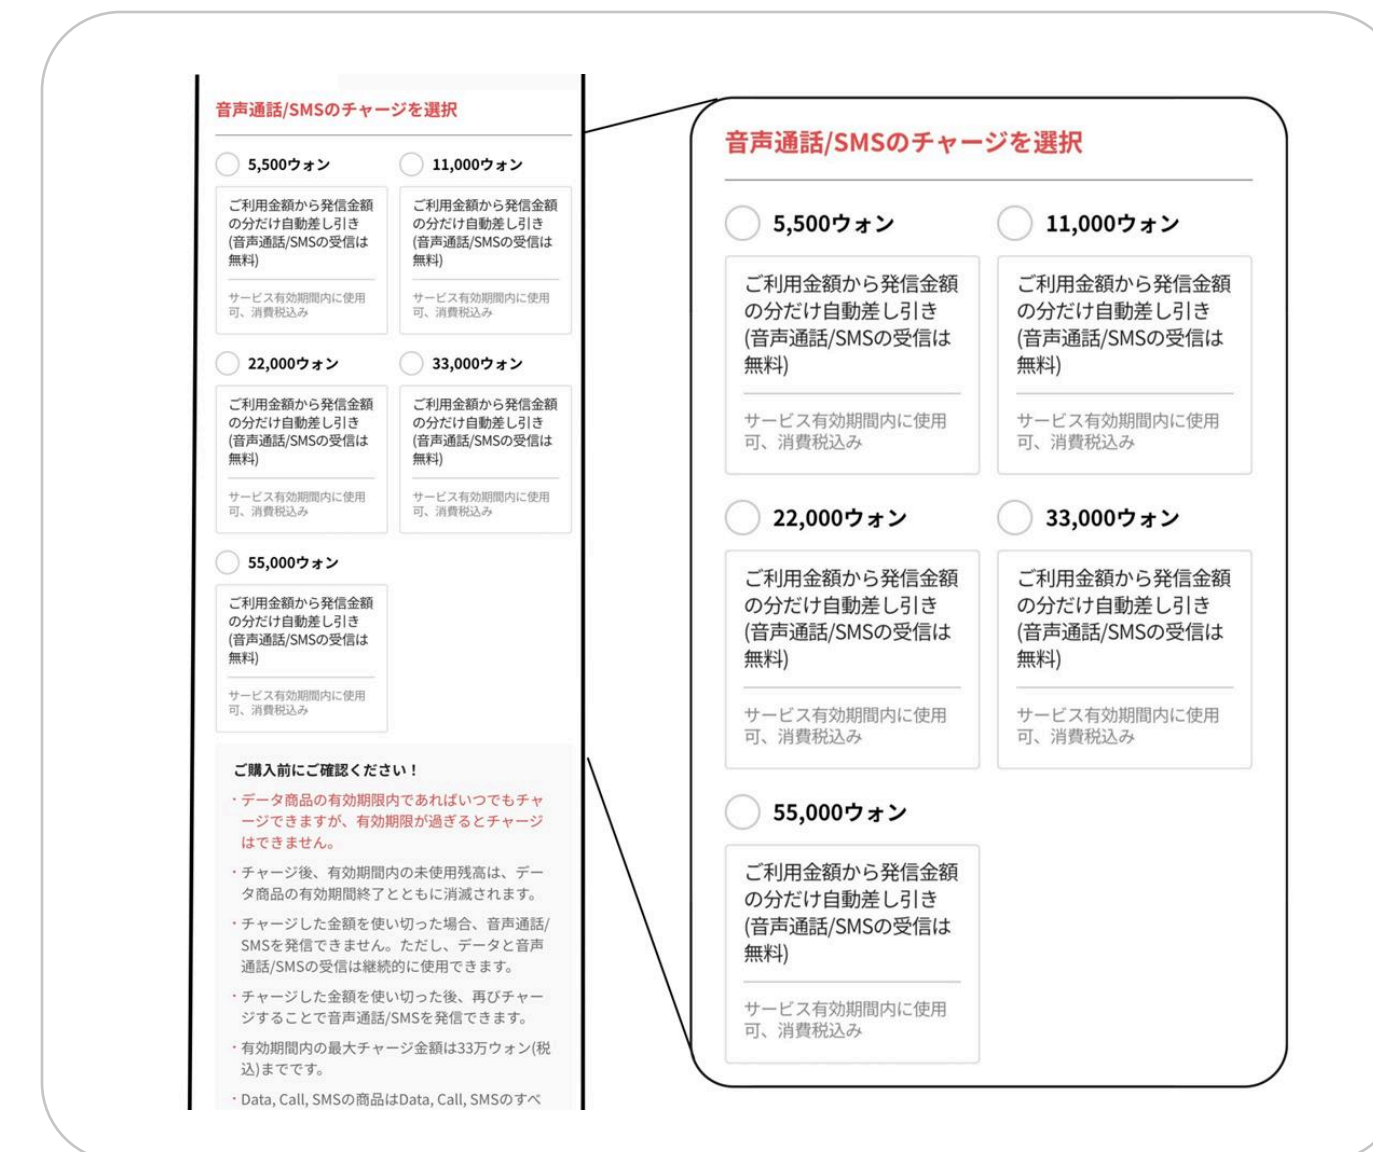 音声通話/SMSのチャージを選択
5,500ウォン
11,000ウォン
ご利用金額から発信金額
の分だけ自動差し引き
(音声通話/SMSの受信は
無料)
サービス有効期間内に使用
可、消費税込み
ご利用金額から発信金額
の分だけ自動差し引き
(音声通話/SMSの受信は
無料)
サービス有効期間内に使用
可、消費税込み
22,000ウォン
33,000ウォン
ご利用金額から発信金額
の分だけ自動差し引き
(音声通話/SMSの受信は
無料)
サービス有効期間内に使用
可、消費税込み
ご利用金額から発信金額
の分だけ自動差し引き
(音声通話/SMSの受信は
無料)
サービス有効期間内に使用
可、消費税込み
55,000ウォン
ご利用金額から発信金額
の分だけ自動差し引き
(音声通話/SMSの受信は
無料)
サービス有効期間内に使用
可、消費税込み
ご購入前にご確認ください！
・データ商品の有効期限内であればいつでもチャ
ージできますが、有効期限が過ぎるとチャージ
はできません。
・チャージ後、有効期間内の未使用残高は、デー
タ商品の有効期間終了とともに消滅されます。
・チャージした金額を使い切った場合、音声通話/
SMSを発信できません。ただし、データと音声
通話/SMSの受信は継続的に使用できます。
・チャージした金額を使い切った後、再びチャー
ジすることで音声通話/SMSを発信できます。
・有効期間内の最大チャージ金額は33万ウォン(税
込)までです。
・Data, Call, SMSの商品はData, Call, SMSのすべ
音声通話/SMSのチャージを選択
5,500ウォン
11,000ウォン
ご利用金額から発信金額
の分だけ自動差し引き
(音声通話/SMSの受信は
無料)
サービス有効期間内に使用
可、消費税込み
ご利用金額から発信金額
の分だけ自動差し引き
(音声通話/SMSの受信は
無料)
サービス有効期間内に使用
可、消費税込み
22,000ウォン
33,000ウォン
ご利用金額から発信金額
の分だけ自動差し引き
(音声通話/SMSの受信は
無料)
サービス有効期間内に使用
可、消費税込み
ご利用金額から発信金額
の分だけ自動差し引き
(音声通話/SMSの受信は
無料)
サービス有効期間内に使用
可、消費税込み
55,000ウォン
ご利用金額から発信金額
の分だけ自動差し引き
(音声通話/SMSの受信は
無料)
サービス有効期間内に使用
可、消費税込み